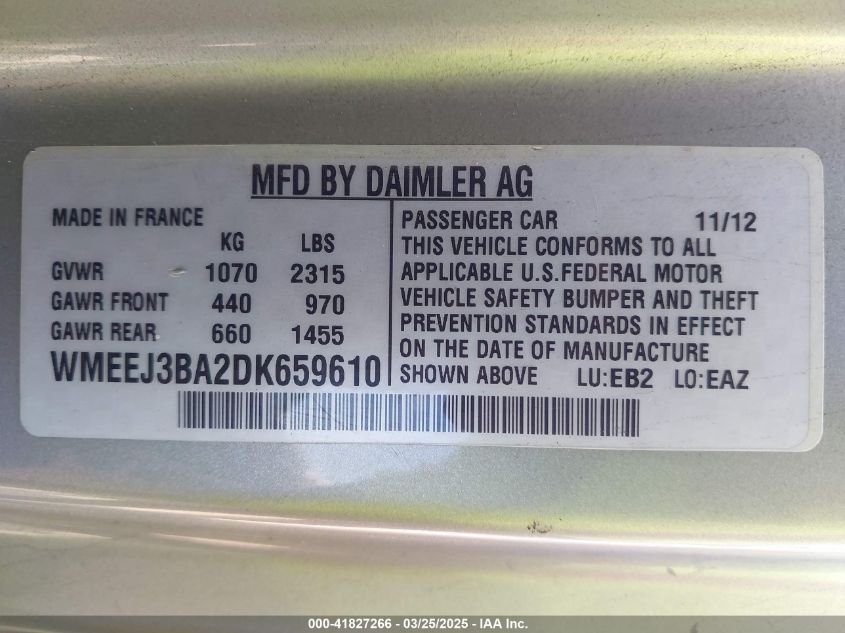 MFD BY DAIMLER AG
MADE IN FRANCE
KG LBS
GVWR 1070 2315
GAWR FRONT 440 970
GAWR REAR 660 1455
WMEEJ3BA2DK659610
PASSENGER CAR 11/12
THIS VEHICLE CONFORMS TO ALL
APPLICABLE U.S.FEDERAL MOTOR
VEHICLE SAFETY BUMPER AND THEFT
PREVENTION STANDARDS IN EFFECT
ON THE DATE OF MANUFACTURE
SHOWN ABOVE LU:EB2 LO:EAZ
000-41827266 - 03/25/2025 - IAA Inc.